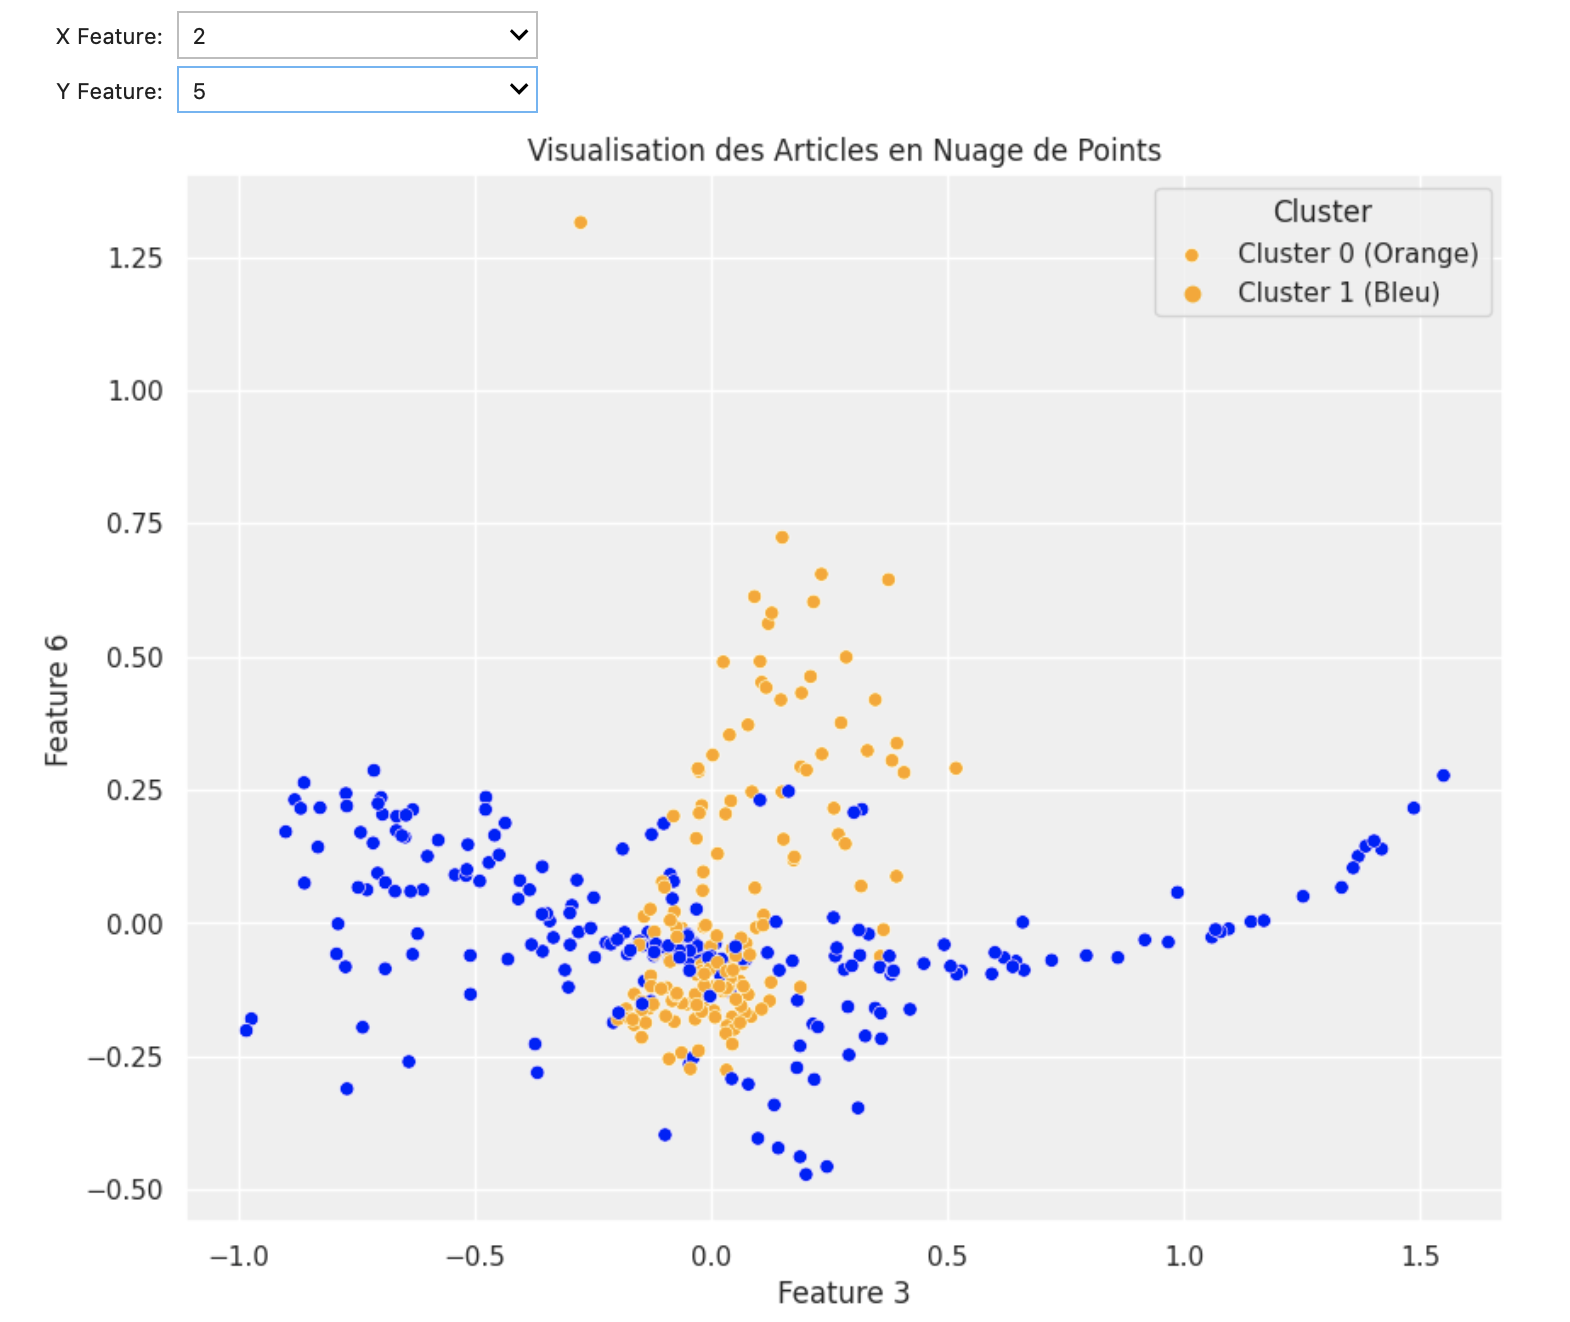 X Feature: 2
Y Feature: 5
Visualisation des Articles en Nuage de Points
Cluster
Cluster 0 (Orange)
Cluster 1 (Bleu)
1.25
1.00
0.75
0.50
0.25
0.00
−0.25
−0.50
Feature 6
−1.0 −0.5 0.0 0.5 1.0 1.5
Feature 3